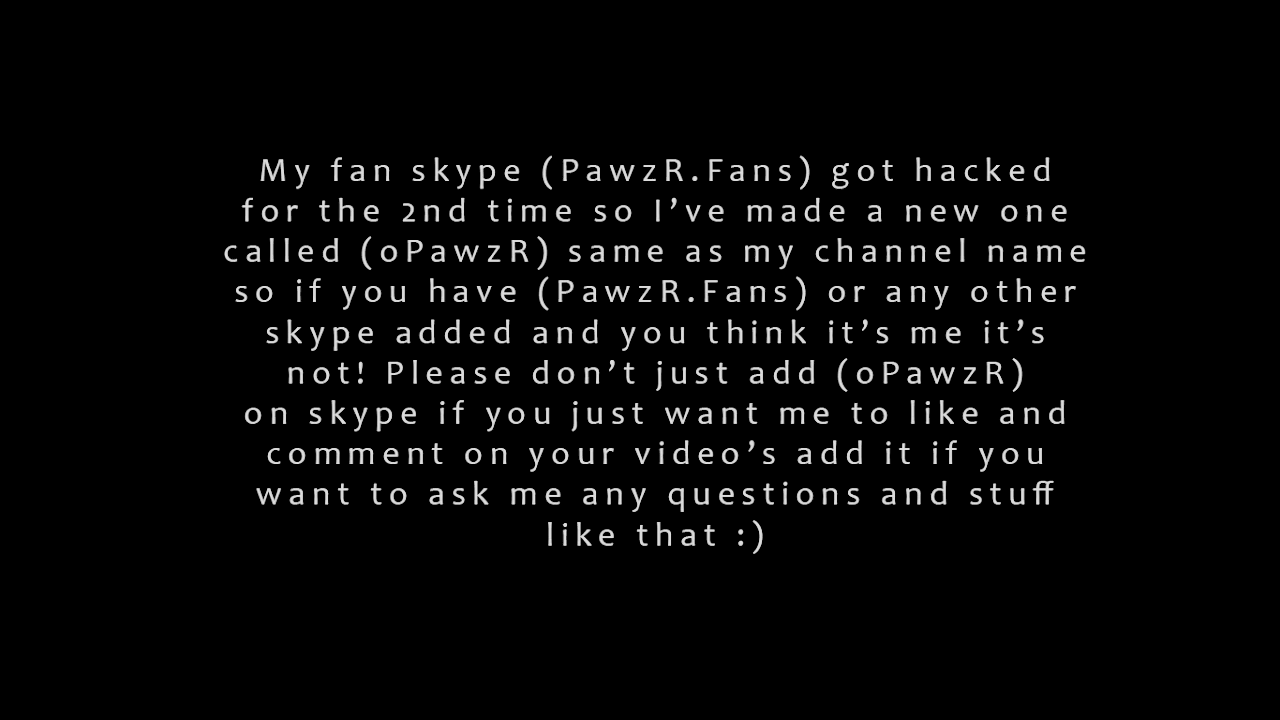 My fan skype (PawzR.Fans) got hacked
for the 2nd time so I’ve made a new one
called (oPawzR) same as my channel name
so if you have (PawzR.Fans) or any other
skype added and you think it’s me it’s
not! Please don’t just add (oPawzR)
on skype if you just want me to like and
comment on your video’s add it if you
want to ask me any questions and stuff
like that :)